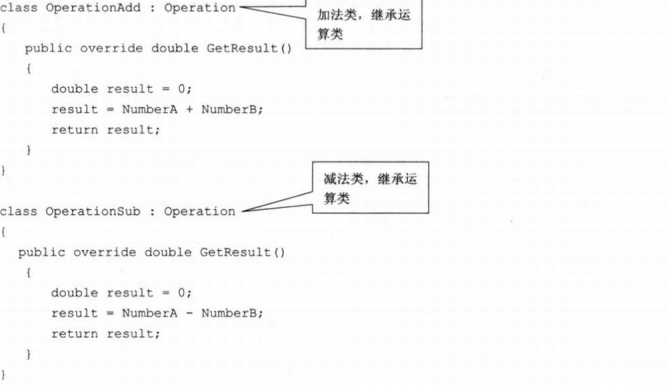 class OperationAdd : Operation
加法类，继承运
算类
{
public override double GetResult()
{
double result = 0;
result = NumberA + NumberB;
return result;
}
}
减法类，继承运
算类
class OperationSub : Operation
{
public override double GetResult()
{
double result = 0;
result = NumberA - NumberB;
return result;
}
}